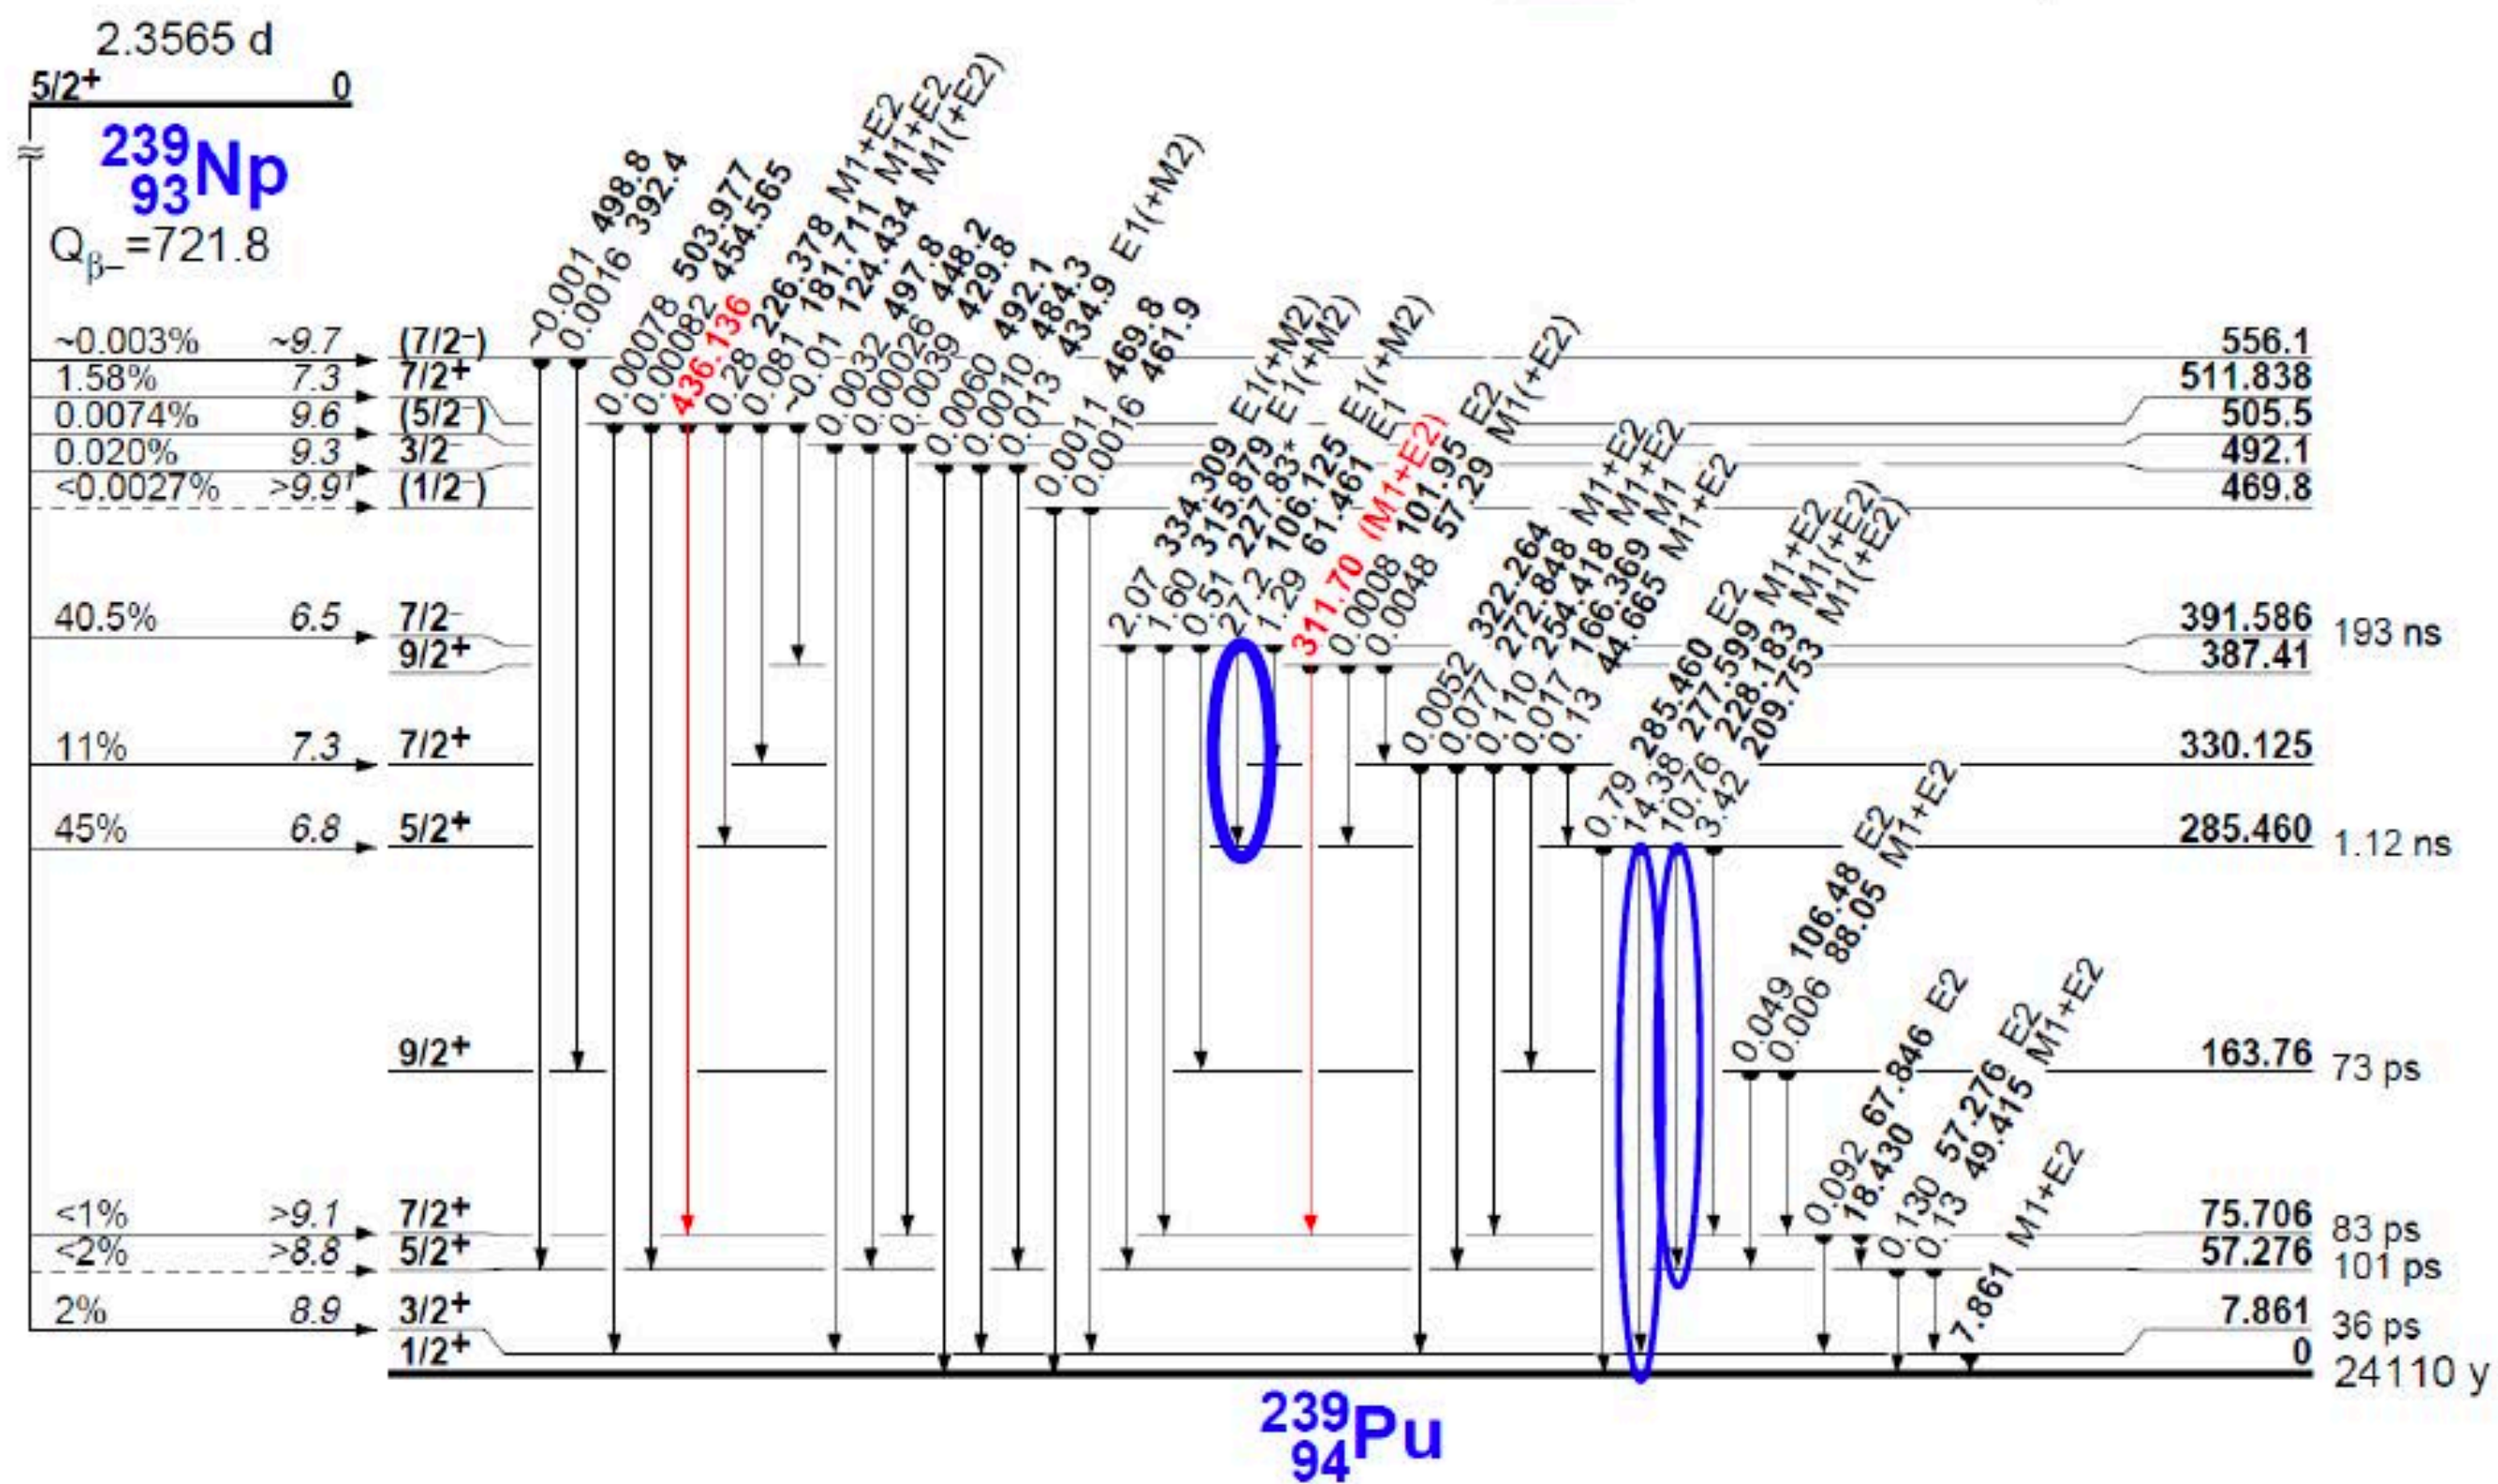 2.3565 d
5/2+ 0
239
93Np
Qβ−=721.8
~0.001 498.8
0.0016 392.4
0.00078 503.977
0.00082 454.565
436.136
0.28 226.378 M1+E2
0.081 181.711 M1+E2
~0.01 124.434 M1(+E2)
0.0032 497.8
0.00026 448.2
0.0039 429.8
0.0060 492.1
0.0010 484.3
0.013 434.9 E1(+M2)
0.0011 469.8
0.0016 461.9
2.07 334.309 E1(+M2)
1.60 315.879 E1(+M2)
0.51 227.83*
27.2 106.125 E1(+M2)
1.29 61.461 E1
311.70 (M1+E2)
0.0008 101.95 E2
0.0048 57.29 M1(+E2)
0.0052 322.264
0.077 272.848 M1+E2
0.110 254.418 M1+E2
0.017 166.369 M1
0.13 44.665 M1+E2
0.79 285.460 E2
14.38 277.599 M1+E2
10.76 228.183 M1(+E2)
3.42 209.753 M1(+E2)
0.049 106.48 E2
0.006 88.05 M1+E2
0.092 67.846 E2
18.430
0.130 57.276 E2
0.13 49.415 M1+E2
7.861 M1+E2
~0.003% ~9.7 (7/2−) 556.1
1.58% 7.3 7/2+ 511.838
0.0074% 9.6 (5/2−) 505.5
0.020% 9.3 3/2− 492.1
<0.0027% >9.9¹ (1/2−) 469.8
40.5% 6.5 7/2− 391.586 193 ns
9/2+ 387.41
11% 7.3 7/2+ 330.125
45% 6.8 5/2+ 285.460 1.12 ns
9/2+ 163.76 73 ps
<1% >9.1 7/2+ 75.706 83 ps
<2% >8.8 5/2+ 57.276 101 ps
2% 8.9 3/2+ 7.861 36 ps
1/2+ 0 24110 y
239
94Pu